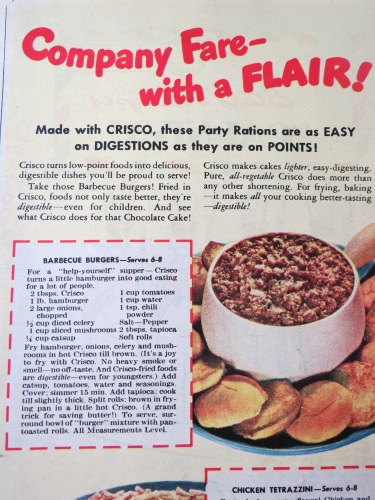 Company Fare—
with a FLAIR!
Made with CRISCO, these Party Rations are as EASY
on DIGESTIONS as they are on POINTS!
Crisco turns low-point foods into delicious,
digestible dishes you'll be proud to serve!
Take those Barbecue Burgers! Fried in
Crisco, foods not only taste better, they're
digestible—even for children. And see
what Crisco does for that Chocolate Cake!
Crisco makes cakes lighter, easy-digesting.
Pure, all-vegetable Crisco does more than
any other shortening. For frying, baking
—it makes all your cooking better-tasting
—digestible!
BARBECUE BURGERS—Serves 6-8
For a "help-yourself" supper—Crisco
turns a little hamburger into good eating
for a lot of people.
2 tbsps. Crisco
1 lb. hamburger
2 large onions,
chopped
½ cup diced celery
1 cup sliced mushrooms
¼ cup catsup
1 cup tomatoes
1 cup water
1 tsp. chili
powder
Salt—Pepper
2 tbsps. tapioca
Soft rolls
Fry hamburger, onions, celery and mush-
rooms in hot Crisco till brown. (It's a joy
to fry with Crisco. No heavy smoke or
smell—no off-taste. And Crisco-fried foods
are digestible—even for youngsters.) Add
catsup, tomatoes, water and seasonings.
Cover; simmer 15 min. Add tapioca; cook
till slightly thick. Split rolls; brown in fry-
ing pan in a little hot Crisco. (A grand
trick for saving butter!) To serve, sur-
round bowl of "burger" mixture with pan-
toasted rolls. All Measurements Level.
CHICKEN TETRAZZINI—Serves 6-8